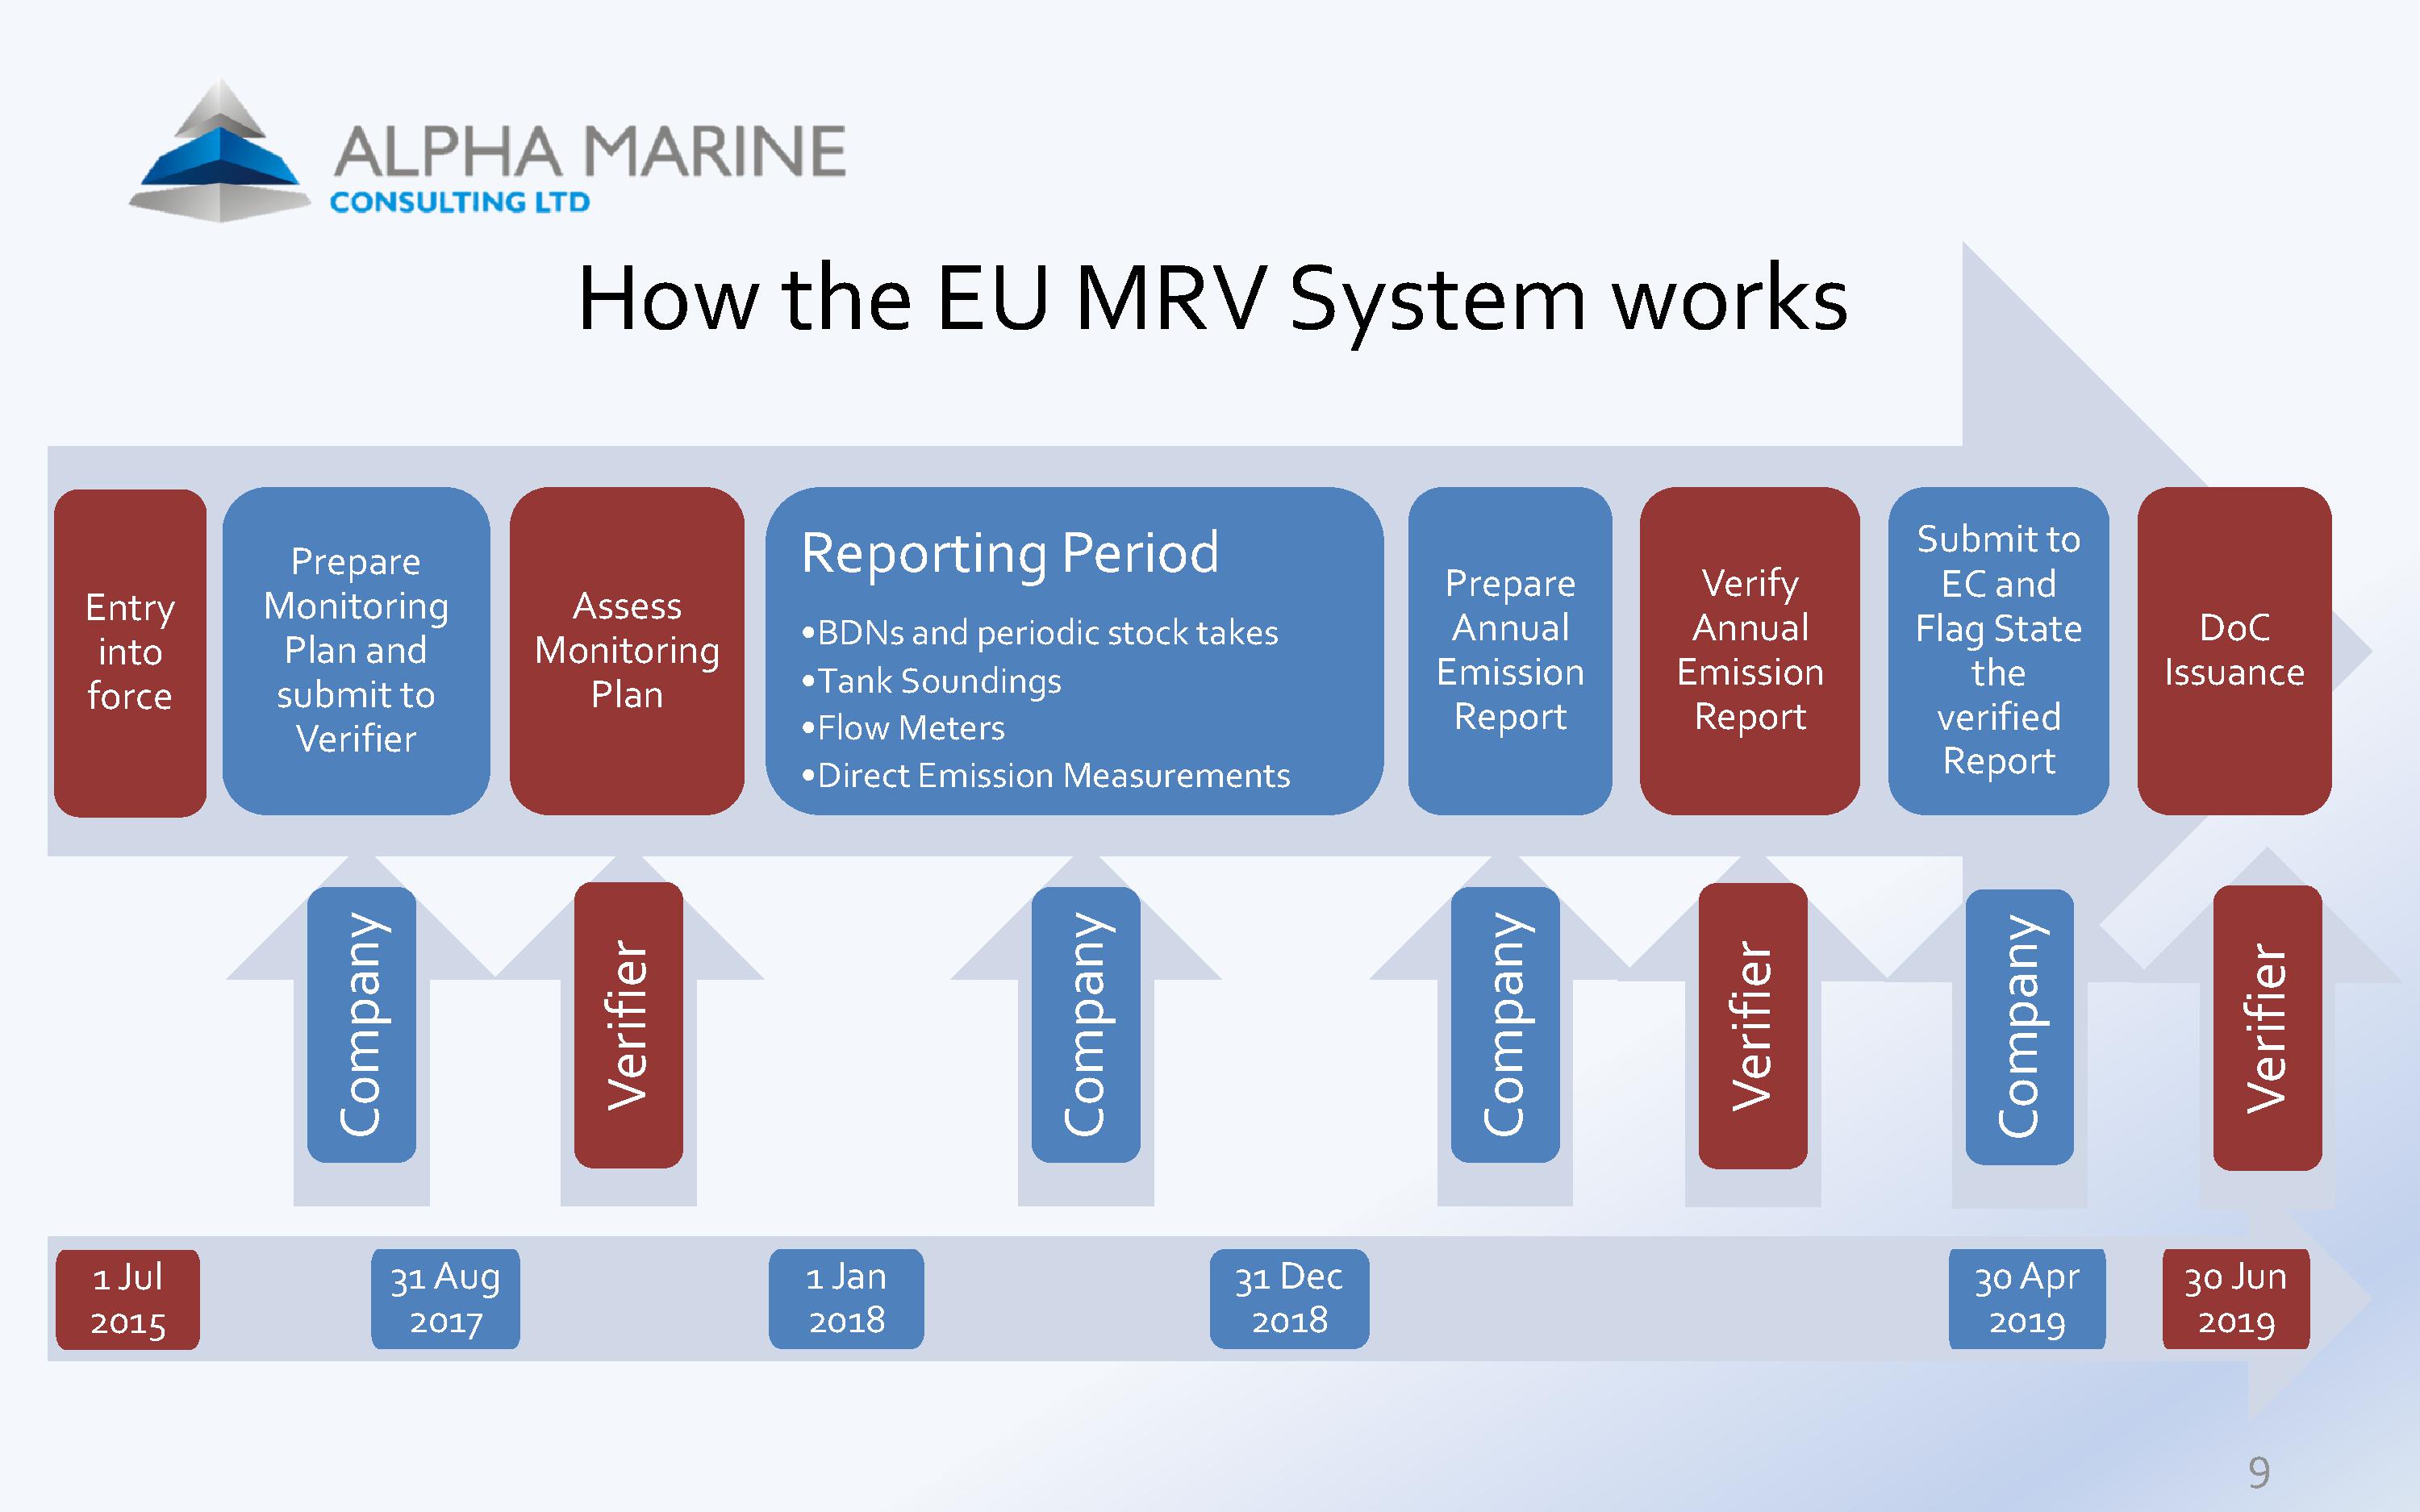 ALPHA MARINE
CONSULTING LTD
How the EU MRV System works
Entry
into
force
Prepare
Monitoring
Plan and
submit to
Verifier
Assess
Monitoring
Plan
Reporting Period
•BDNs and periodic stock takes
•Tank Soundings
•Flow Meters
•Direct Emission Measurements
Prepare
Annual
Emission
Report
Verify
Annual
Emission
Report
Submit to
EC and
Flag State
the
verified
Report
DoC
Issuance
Company
Verifier
Company
Company
Verifier
Company
Verifier
1 Jul
2015
31 Aug
2017
1 Jan
2018
31 Dec
2018
30 Apr
2019
30 Jun
2019
9